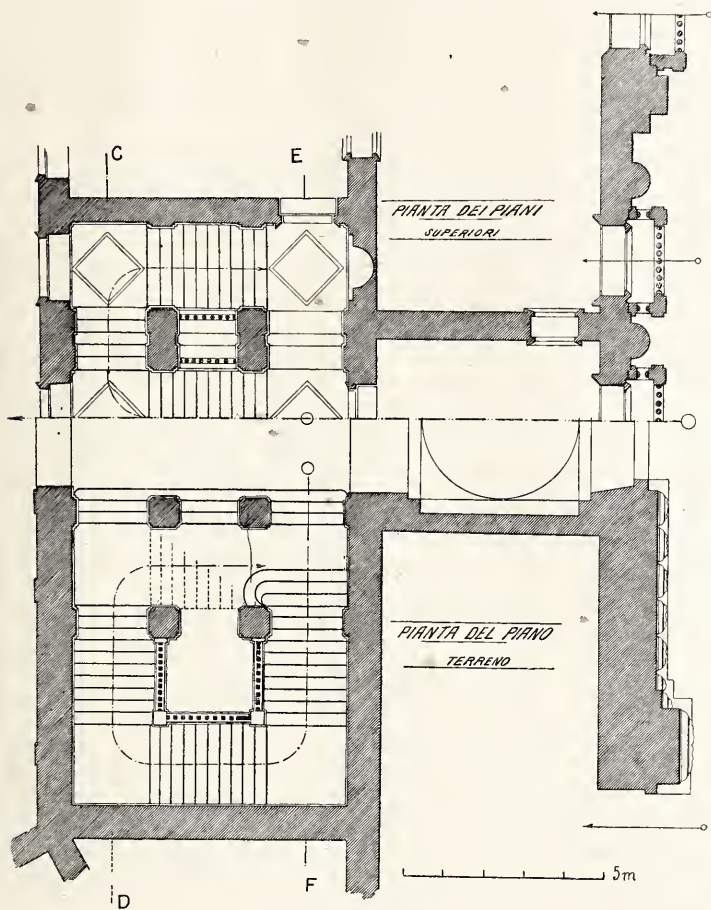 C
E
PIANTA DEI PIANI
SUPERIORI
PIANTA DEL PIANO
TERRENO
5m
F
D